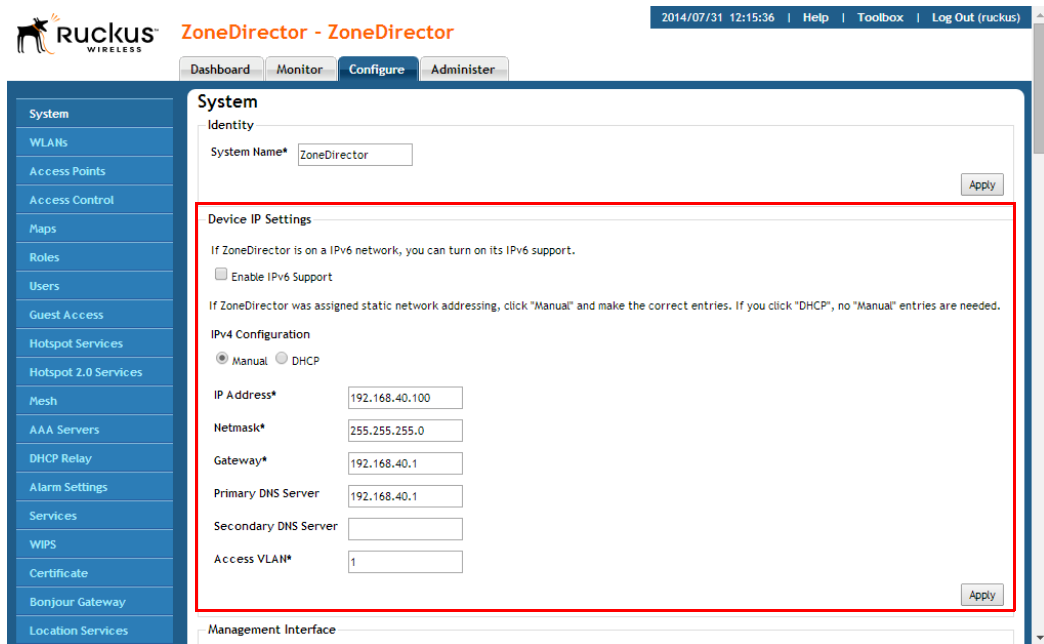 2014/07/31 12:15:36 | Help | Toolbox | Log Out (ruckus)
RUCKUS WIRELESS
ZoneDirector - ZoneDirector
Dashboard Monitor Configure Administer
System
WLANs
Access Points
Access Control
Maps
Roles
Users
Guest Access
Hotspot Services
Hotspot 2.0 Services
Mesh
AAA Servers
DHCP Relay
Alarm Settings
Services
WIPS
Certificate
Bonjour Gateway
Location Services
System
Identity
System Name* ZoneDirector
Apply
Device IP Settings
If ZoneDirector is on a IPv6 network, you can turn on its IPv6 support.
Enable IPv6 Support
If ZoneDirector was assigned static network addressing, click "Manual" and make the correct entries. If you click "DHCP", no "Manual" entries are needed.
IPv4 Configuration
Manual DHCP
IP Address* 192.168.40.100
Netmask* 255.255.255.0
Gateway* 192.168.40.1
Primary DNS Server 192.168.40.1
Secondary DNS Server
Access VLAN* 1
Apply
Management Interface